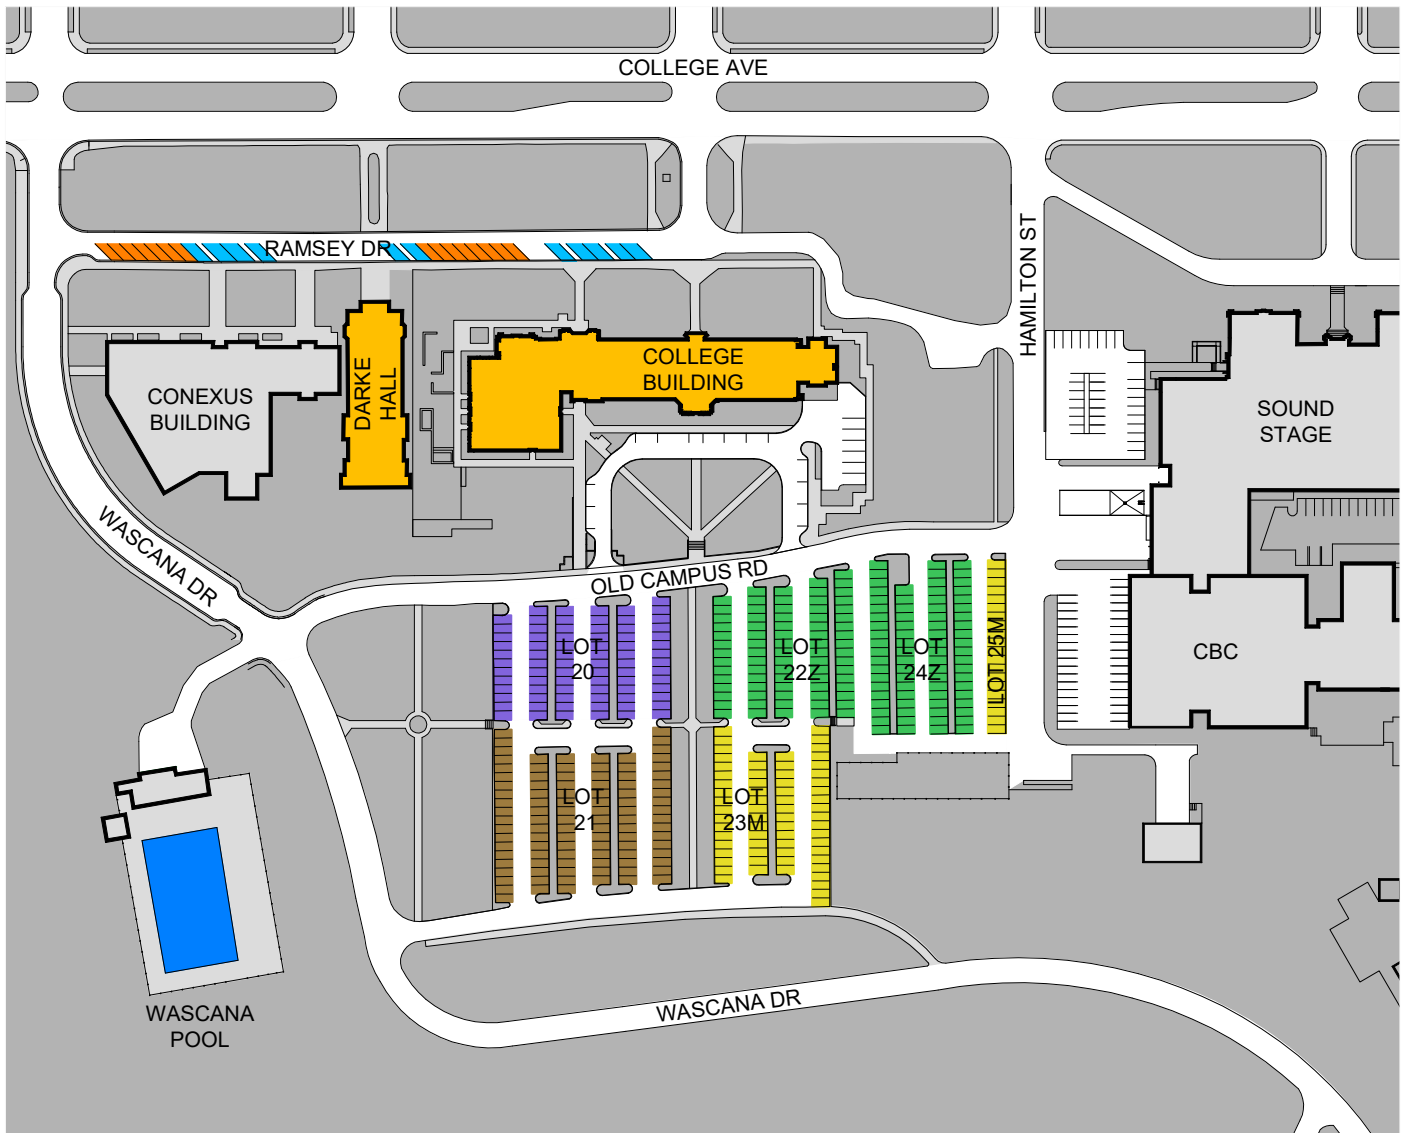 COLLEGE AVE
RAMSEY DR
HAMILTON ST
CONEXUS
BUILDING
DARKE
HALL
COLLEGE
BUILDING
SOUND
STAGE
WASCANA DR
OLD CAMPUS RD
LOT
20
LOT
22Z
LOT
24Z
LOT 25M
CBC
LOT
21
LOT
23M
WASCANA
POOL
WASCANA DR